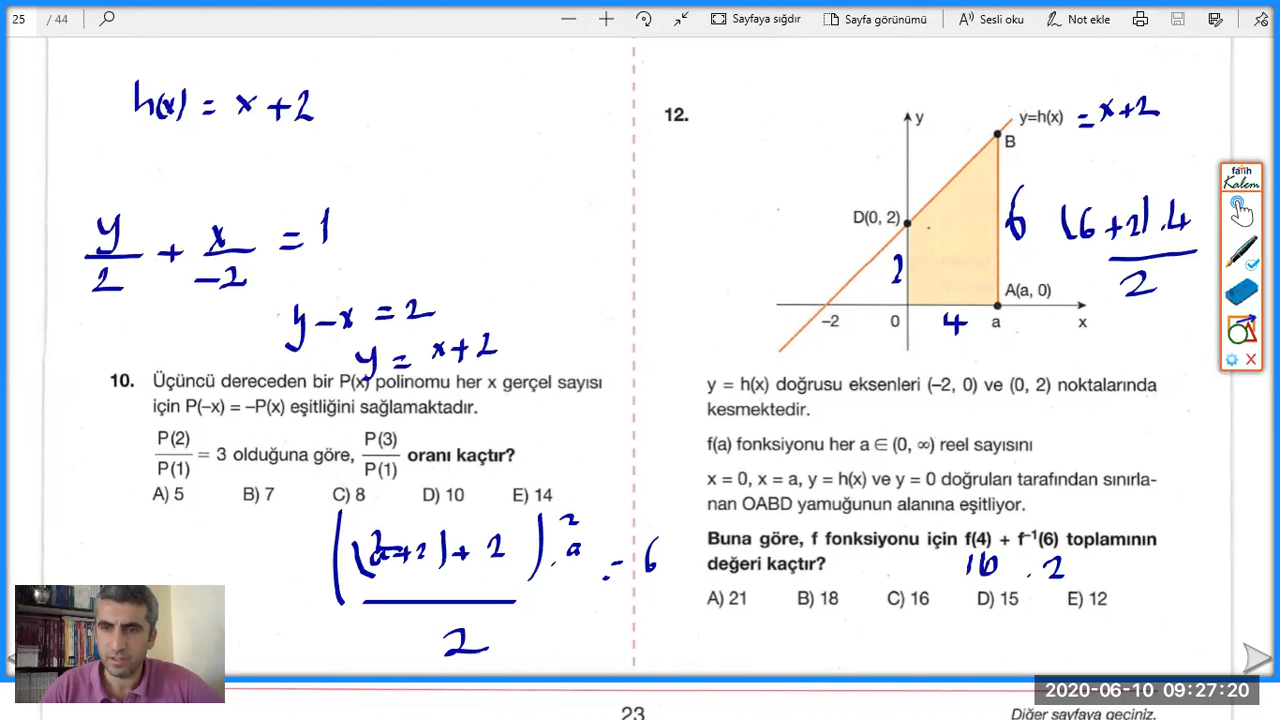 25 / 44
Sayfaya sığdır
Sayfa görünümü
Sesli oku
Not ekle
h(x) = x + 2
y/2 + x/-2 = 1
y - x = 2
y = x + 2
10. Üçüncü dereceden bir P(x) polinomu her x gerçel sayısı
için P(–x) = –P(x) eşitliğini sağlamaktadır.
P(2)/P(1) = 3 olduğuna göre, P(3)/P(1) oranı kaçtır?
A) 5 B) 7 C) 8 D) 10 E) 14
12.
y
y=h(x) = x+2
B
D(0, 2)
6
(6+2).4
2
2
A(a, 0)
–2 0 4 a x
y = h(x) doğrusu eksenleri (–2, 0) ve (0, 2) noktalarında
kesmektedir.
f(a) fonksiyonu her a ∈ (0, ∞) reel sayısını
x = 0, x = a, y = h(x) ve y = 0 doğruları tarafından sınırla-
nan OABD yamuğunun alanına eşitliyor.
Buna göre, f fonksiyonu için f(4) + f⁻¹(6) toplamının
değeri kaçtır?
16 . 2
A) 21 B) 18 C) 16 D) 15 E) 12
+2)+2) . a = 6
2
2
fatih
Kalem
2020-06-10 09:27:20
23
Diğer sayfaya geçiniz.